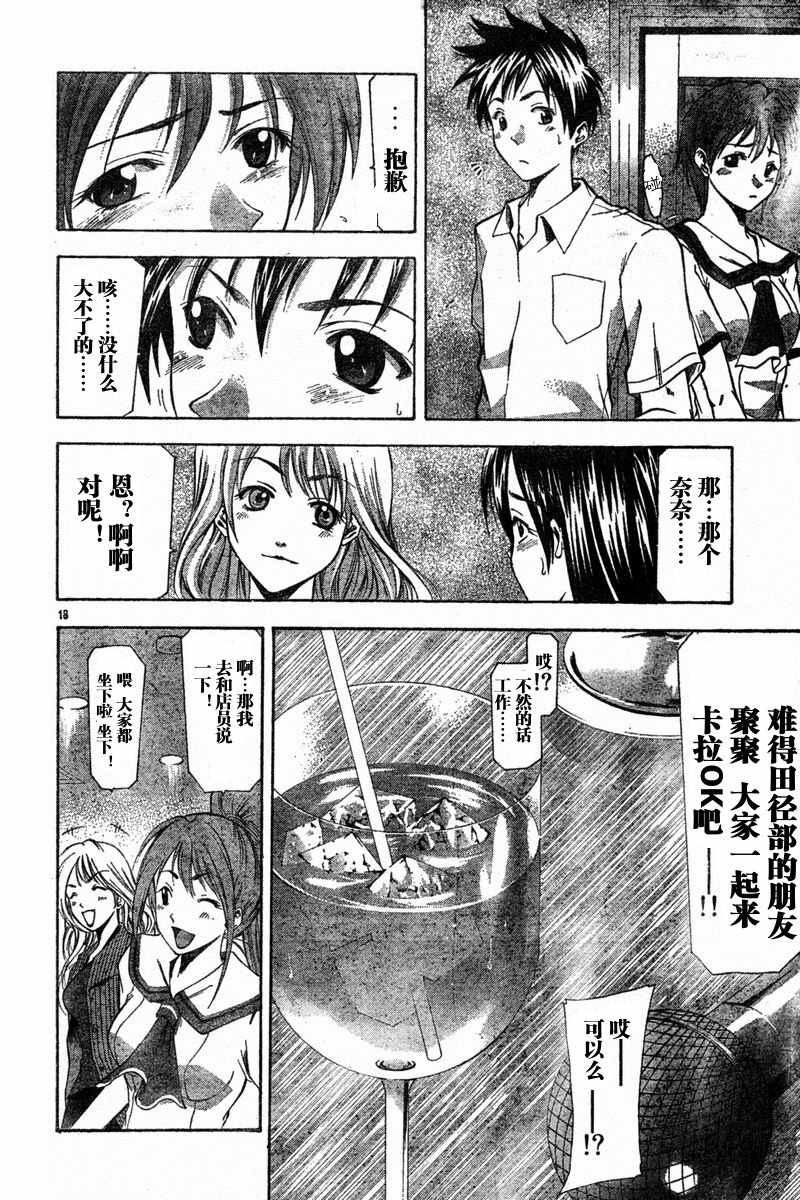 碰
…
抱歉
咳……没什么
大不了的……
那…那个
奈奈……
恩？啊啊
对呢！
18
难得田径部的朋友
聚聚 大家一起来
卡拉OK吧 ——!!
哎!?
不然的话
工作……
哎——
可以么——!?
啊…那我
去和店员说
一下！
喂 大家都
坐下啦 坐下！